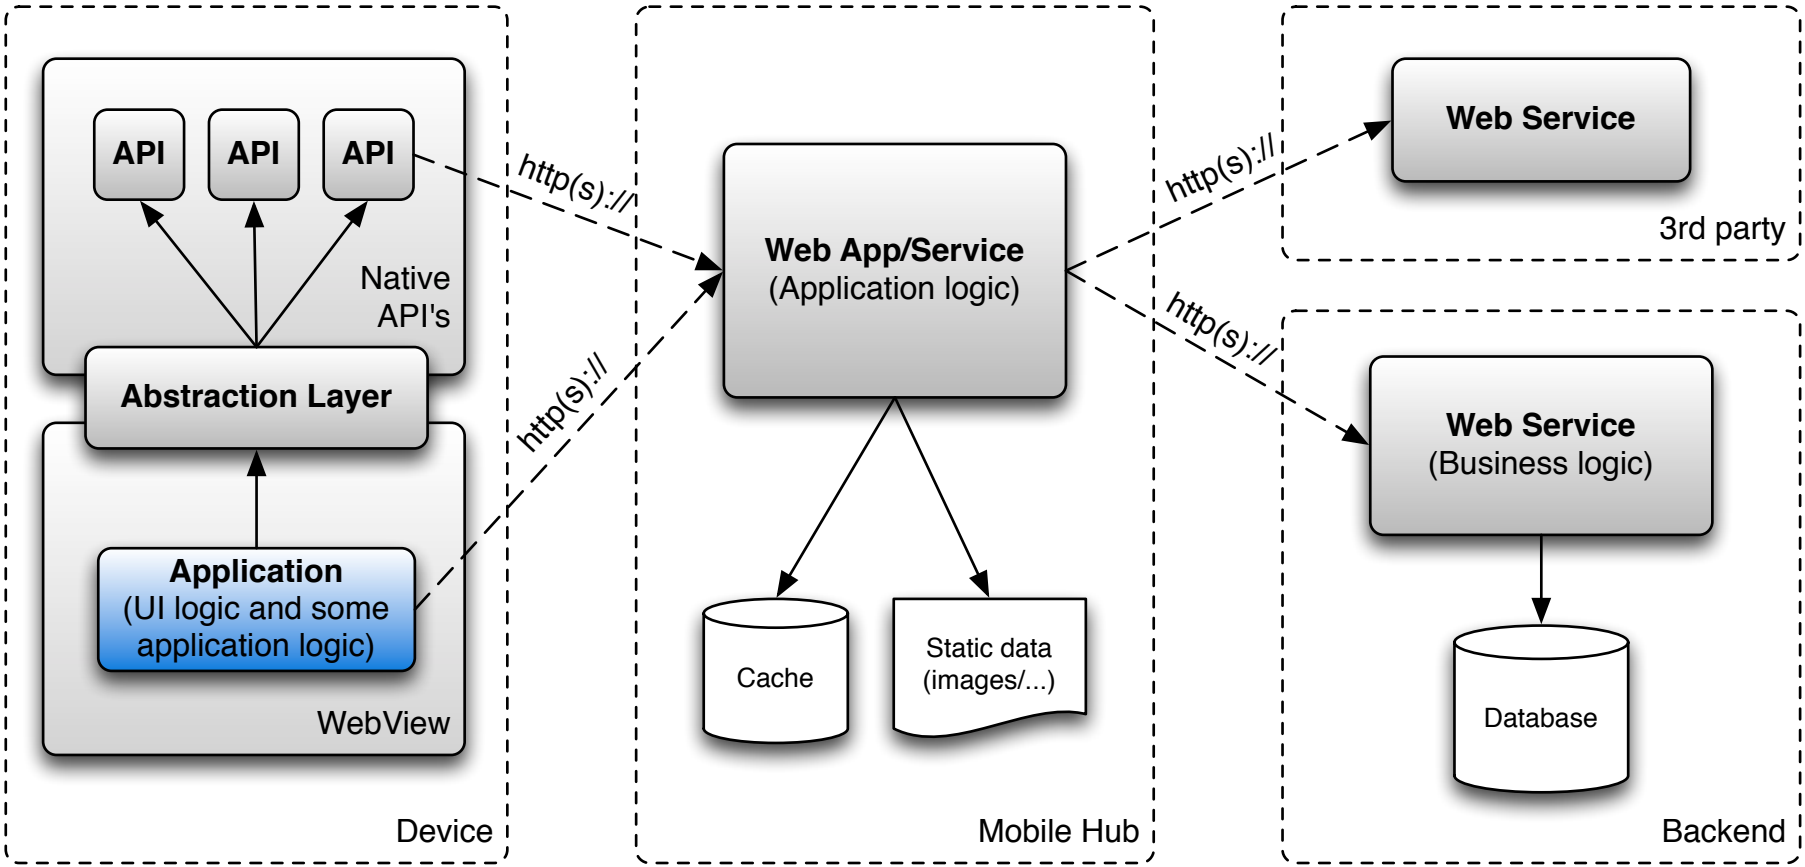 API
API
API
Native
API's
Abstraction Layer
Application
(UI logic and some
application logic)
WebView
Device
http(s)://
http(s)://
Web App/Service
(Application logic)
Cache
Static data
(images/...)
Mobile Hub
http(s)://
http(s)://
Web Service
3rd party
Web Service
(Business logic)
Database
Backend